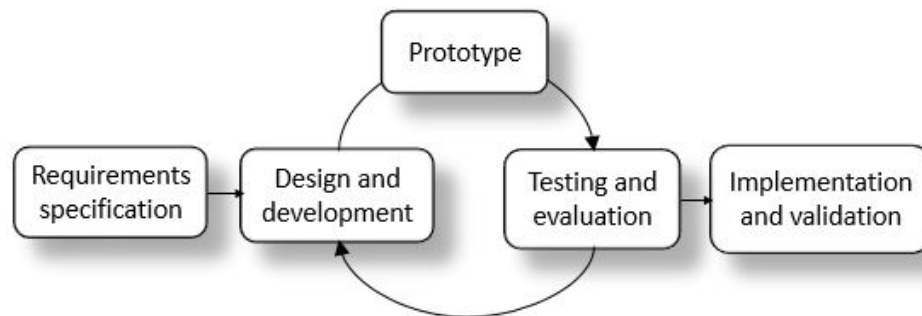 Prototype
Requirements
specification
Design and
development
Testing and
evaluation
Implementation
and validation